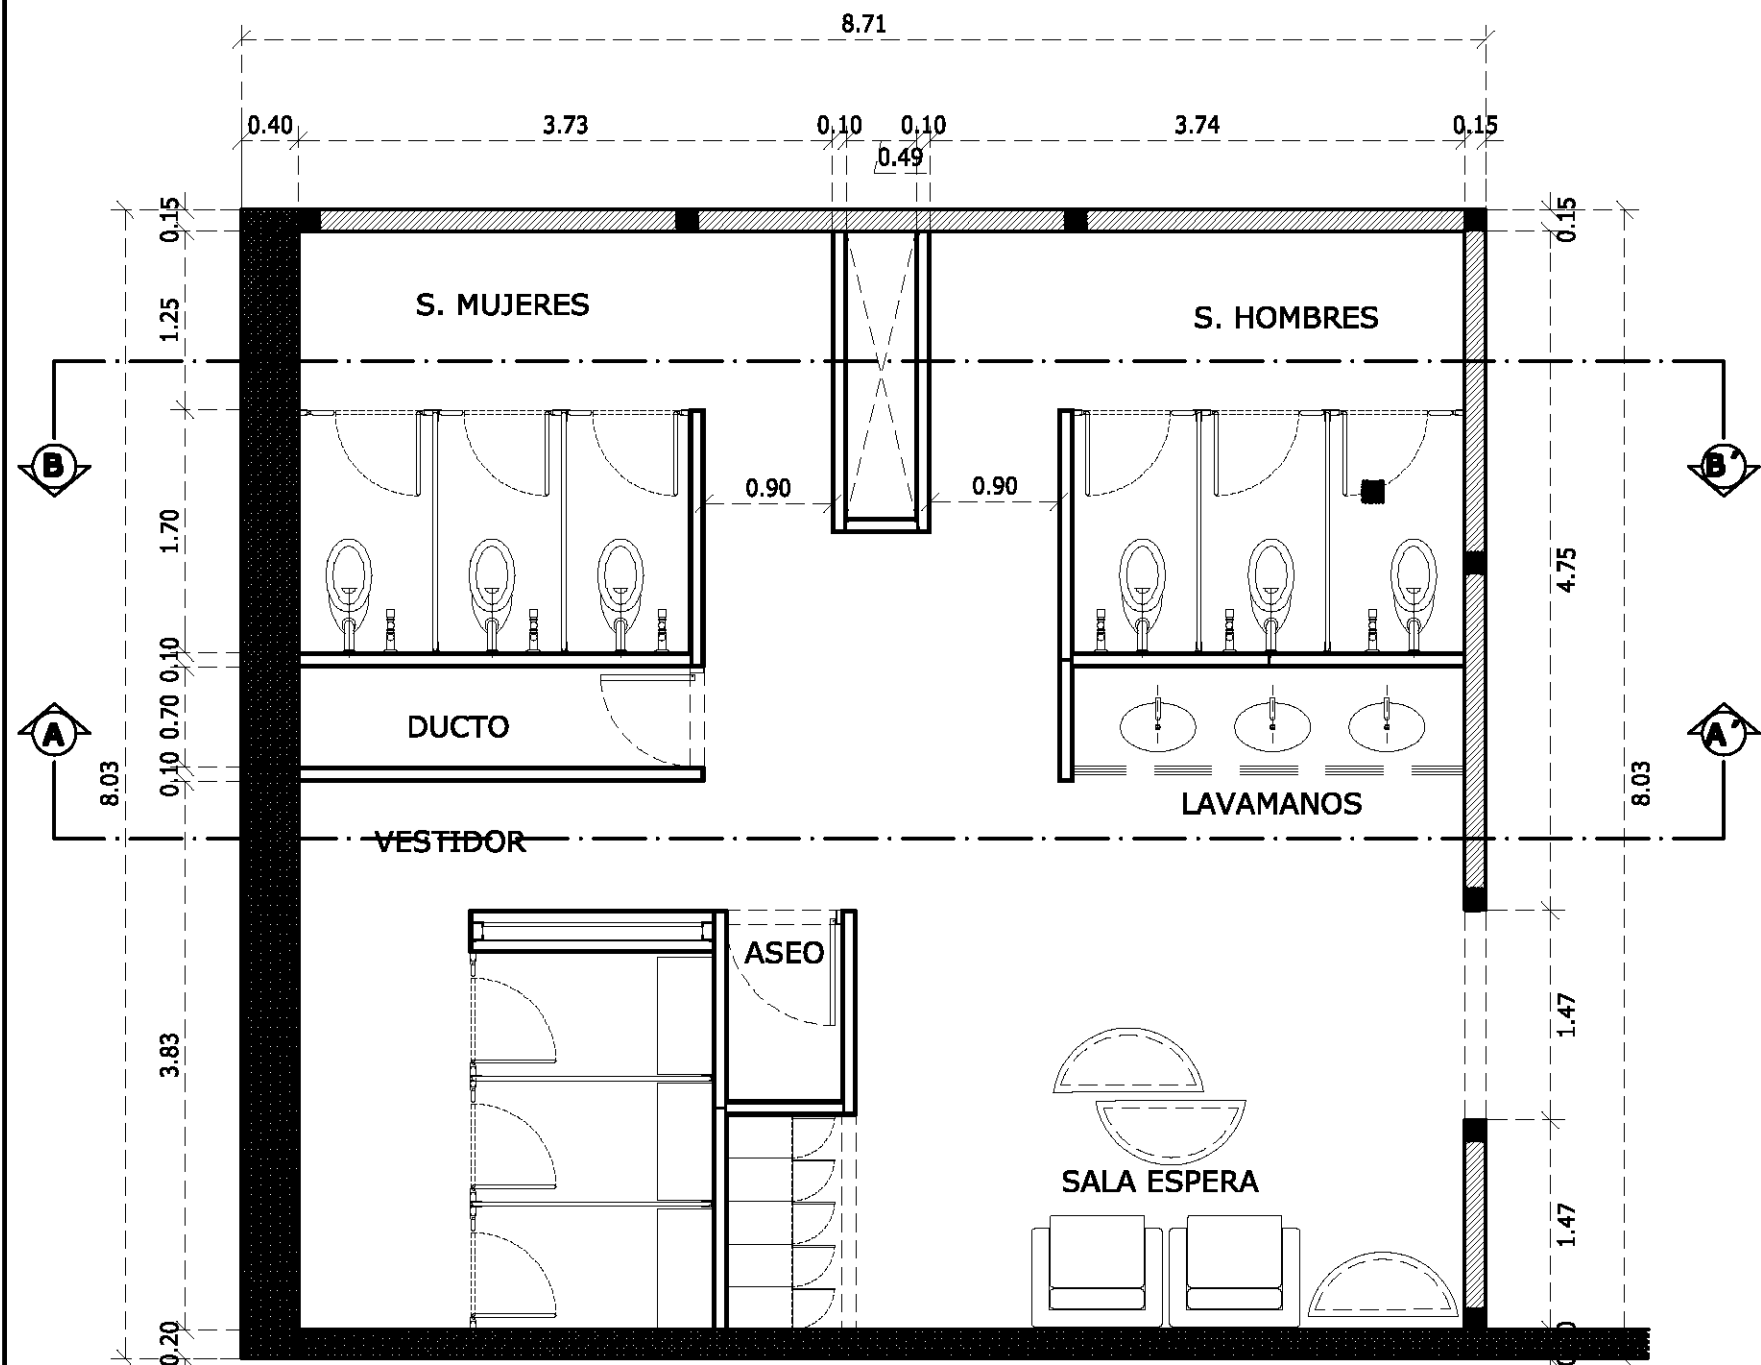 8.71
0.40 3.73 0.10 0.10 3.74 0.15
0.49
0.15 0.15
1.25
S. MUJERES S. HOMBRES
B B´
0.90 0.90
1.70
4.75
0.10
0.70 DUCTO
A A´
0.10
8.03 8.03
LAVAMANOS
VESTIDOR
ASEO
1.47
3.83
SALA ESPERA
1.47
0.20